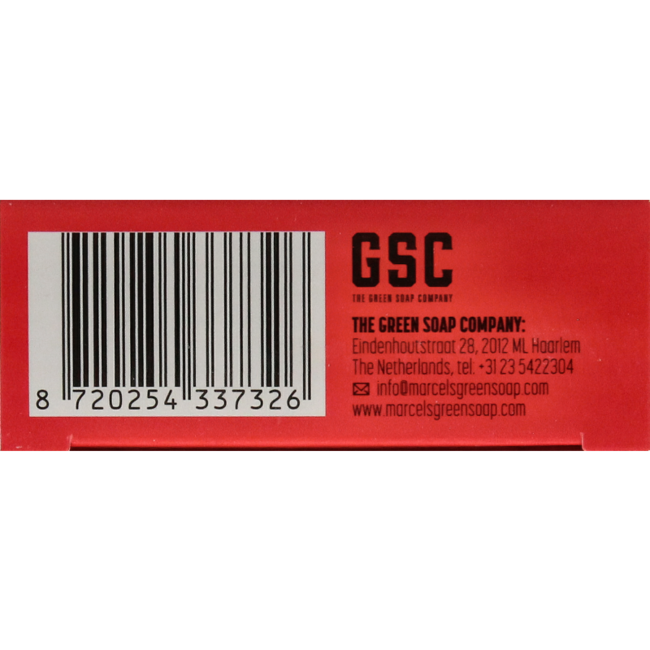 8 720254 337326
GSC
THE GREEN SOAP COMPANY
THE GREEN SOAP COMPANY:
Eindenhoutstraat 28, 2012 ML Haarlem
The Netherlands, tel. +31 23 5422304
info@marcelsgreensoap.com
www.marcelsgreensoap.com